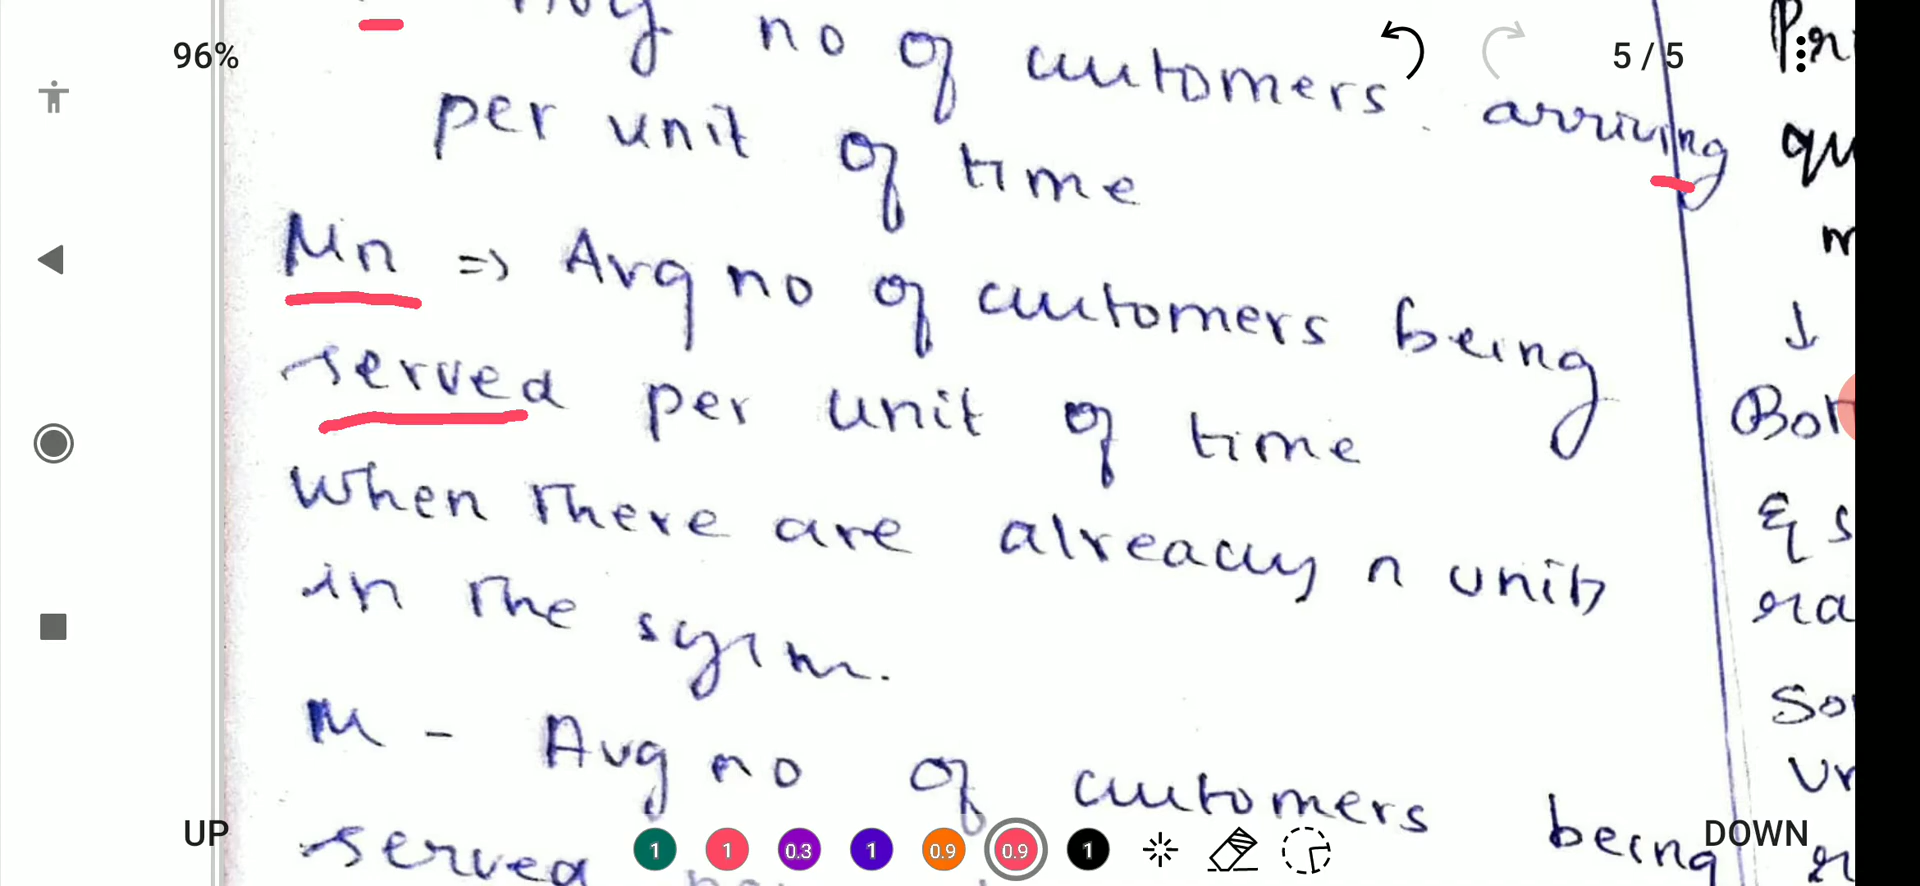 Avg no of customers arriving
per unit of time
μn => Avg no of customers being
served per unit of time
when there are already n units
in the system.
μ - Avg no of customers being
served
96%
5 / 5
UP
1 1 0.3 1 0.9 0.9 1
DOWN